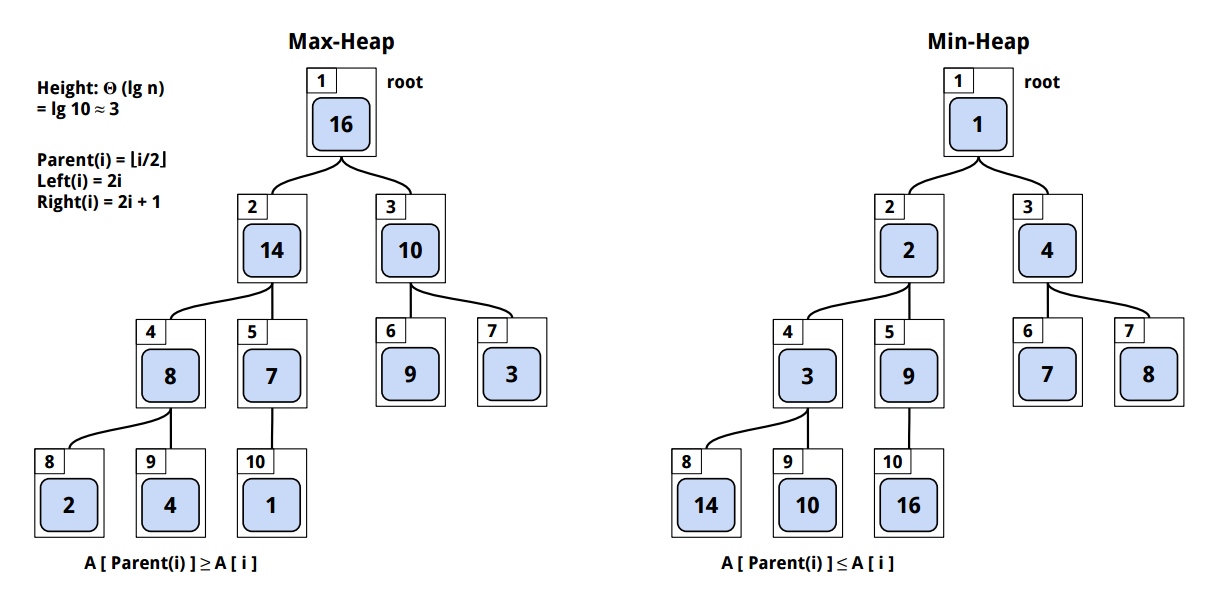 Max-Heap
Height: Θ (lg n)
= lg 10 ≈ 3
Parent(i) = ⌊i/2⌋
Left(i) = 2i
Right(i) = 2i + 1
1 root
16
2 3
14 10
4 5 6 7
8 7 9 3
8 9 10
2 4 1
A [ Parent(i) ] ≥ A [ i ]
Min-Heap
1 root
1
2 3
2 4
4 5 6 7
3 9 7 8
8 9 10
14 10 16
A [ Parent(i) ] ≤ A [ i ]